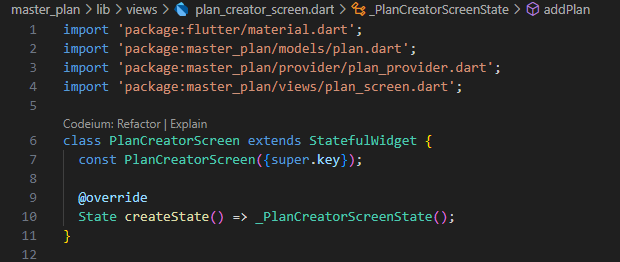 master_plan > lib > views > plan_creator_screen.dart > _PlanCreatorScreenState > addPlan
1 import 'package:flutter/material.dart';
2 import 'package:master_plan/models/plan.dart';
3 import 'package:master_plan/provider/plan_provider.dart';
4 import 'package:master_plan/views/plan_screen.dart';
5
Codeium: Refactor | Explain
6 class PlanCreatorScreen extends StatefulWidget {
7 const PlanCreatorScreen({super.key});
8
9 @override
10 State createState() => _PlanCreatorScreenState();
11 }
12